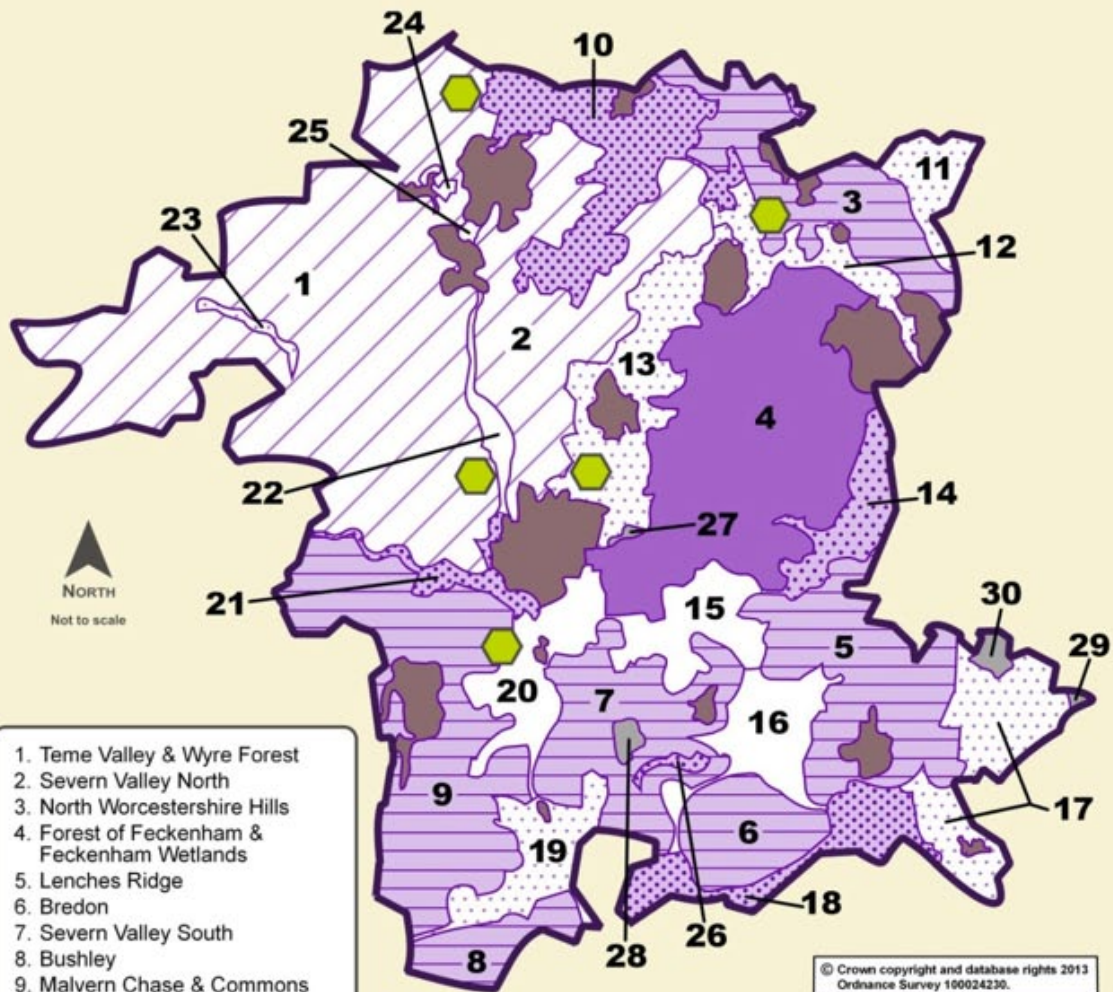 24
10
25
11
23
3
1
12
2
13
4
22
14
27
NORTH
Not to scale
21
15
30
5
29
20
7
16
1. Teme Valley & Wyre Forest
2. Severn Valley North
3. North Worcestershire Hills
4. Forest of Feckenham &
Feckenham Wetlands
5. Lenches Ridge
6. Bredon
7. Severn Valley South
8. Bushley
9. Malvern Chase & Commons
9
17
6
19
18
26
28
8
© Crown copyright and database rights 2013
Ordnance Survey 100024230.